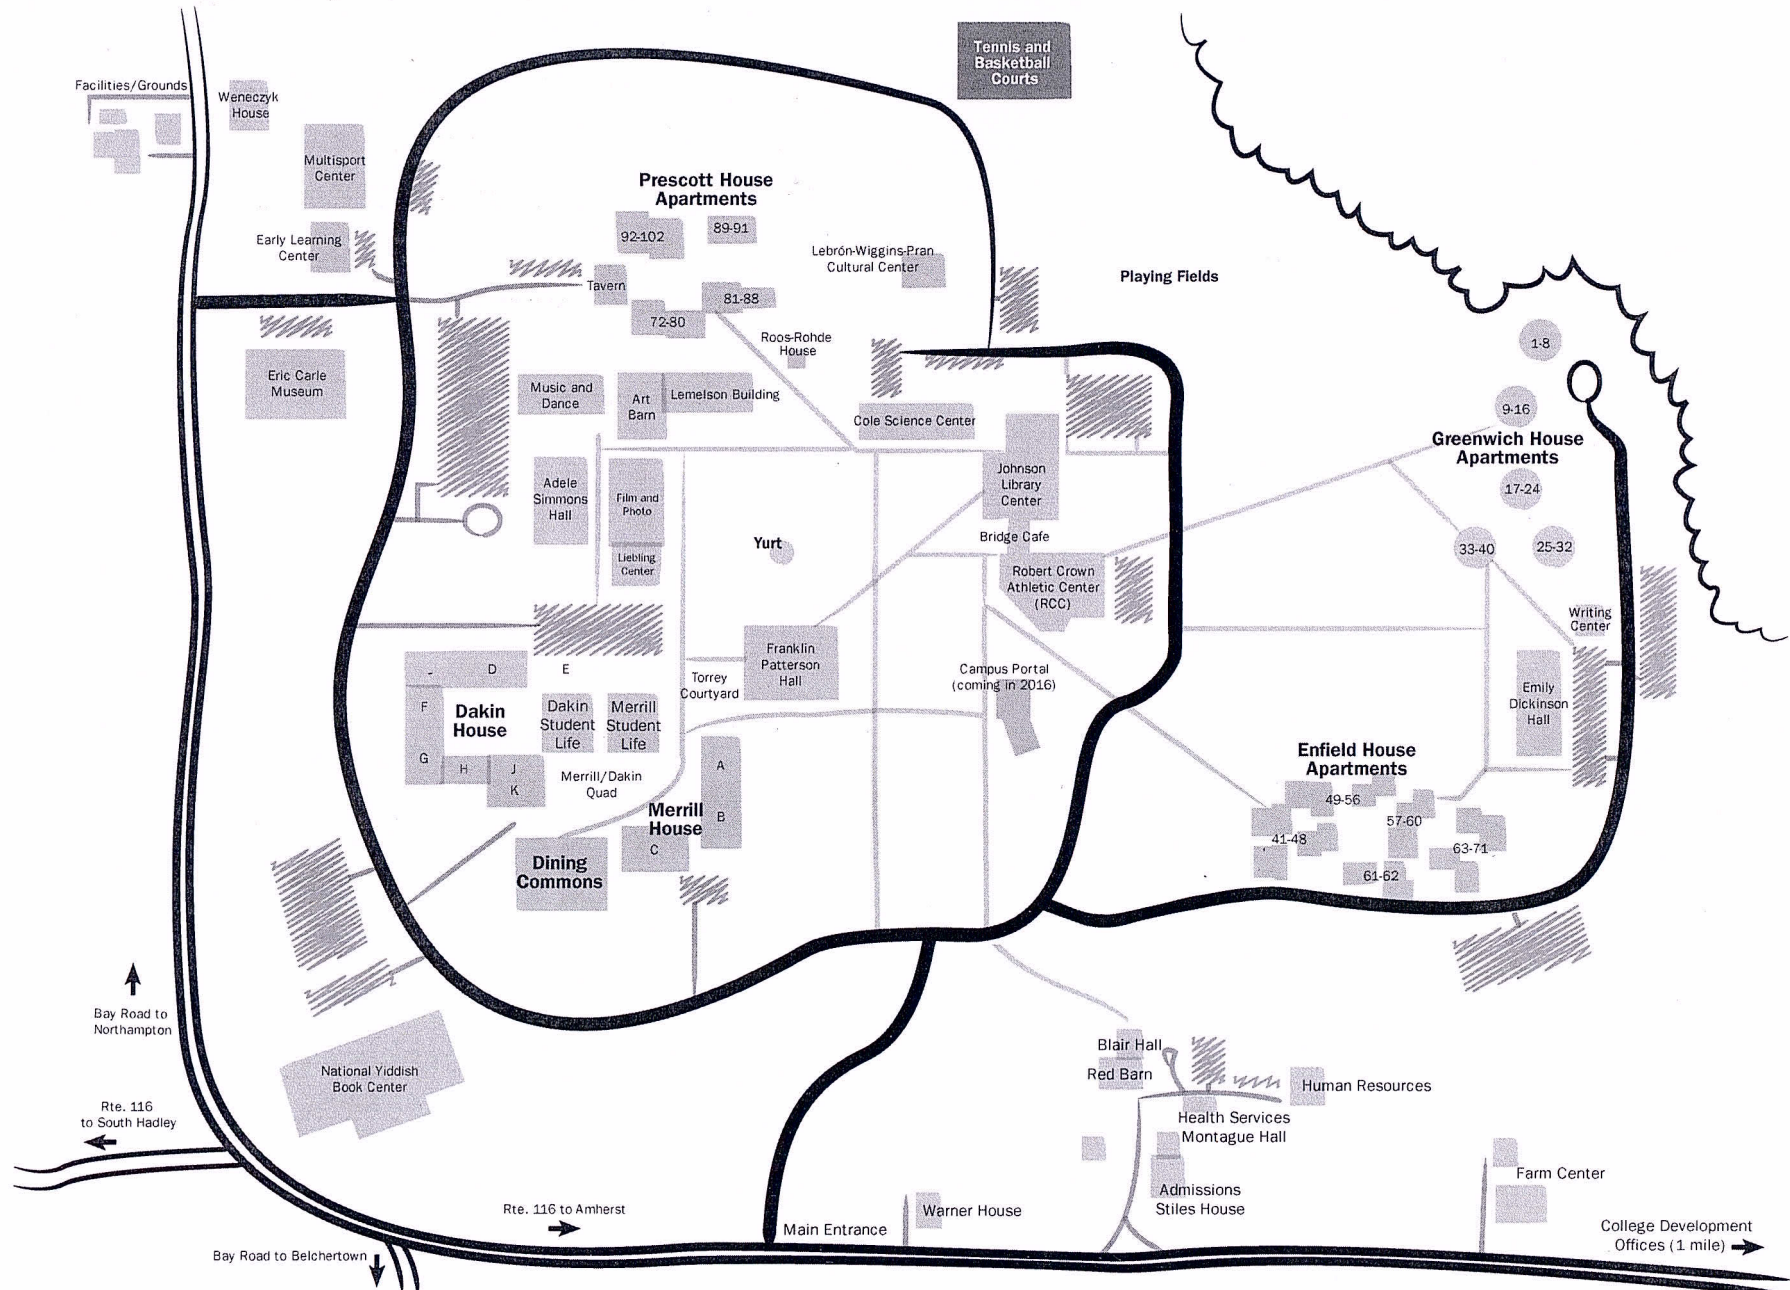 Tennis and
Basketball
Courts
Facilities/Grounds
Weneczyk
House
Multisport
Center
Prescott House
Apartments
92-102
89-91
Early Learning
Center
Lebrón-Wiggins-Pran
Cultural Center
Playing Fields
Tavern
81-88
72-80
Roos-Rohde
House
1-8
Eric Carle
Museum
Music and
Dance
Art
Barn
Lemelson Building
Cole Science Center
9-16
Greenwich House
Apartments
Johnson
Library
Center
17-24
Adele
Simmons
Hall
Film and
Photo
Yurt
Bridge Cafe
33-40
25-32
Liebling
Center
Robert Crown
Athletic Center
(RCC)
Writing
Center
D
E
Franklin
Patterson
Hall
Torrey
Courtyard
Campus Portal
(coming in 2016)
F
Dakin
House
Dakin
Student
Life
Merrill
Student
Life
Emily
Dickinson
Hall
G
H
J
K
Merrill/Dakin
Quad
A
B
Enfield House
Apartments
49-56
Merrill
House
C
57-60
41-48
63-71
61-62
Dining
Commons
Bay Road to
Northampton
National Yiddish
Book Center
Blair Hall
Red Barn
Human Resources
Rte. 116
to South Hadley
Health Services
Montague Hall
Farm Center
Admissions
Stiles House
Rte. 116 to Amherst
Main Entrance
Warner House
College Development
Offices (1 mile)
Bay Road to Belchertown